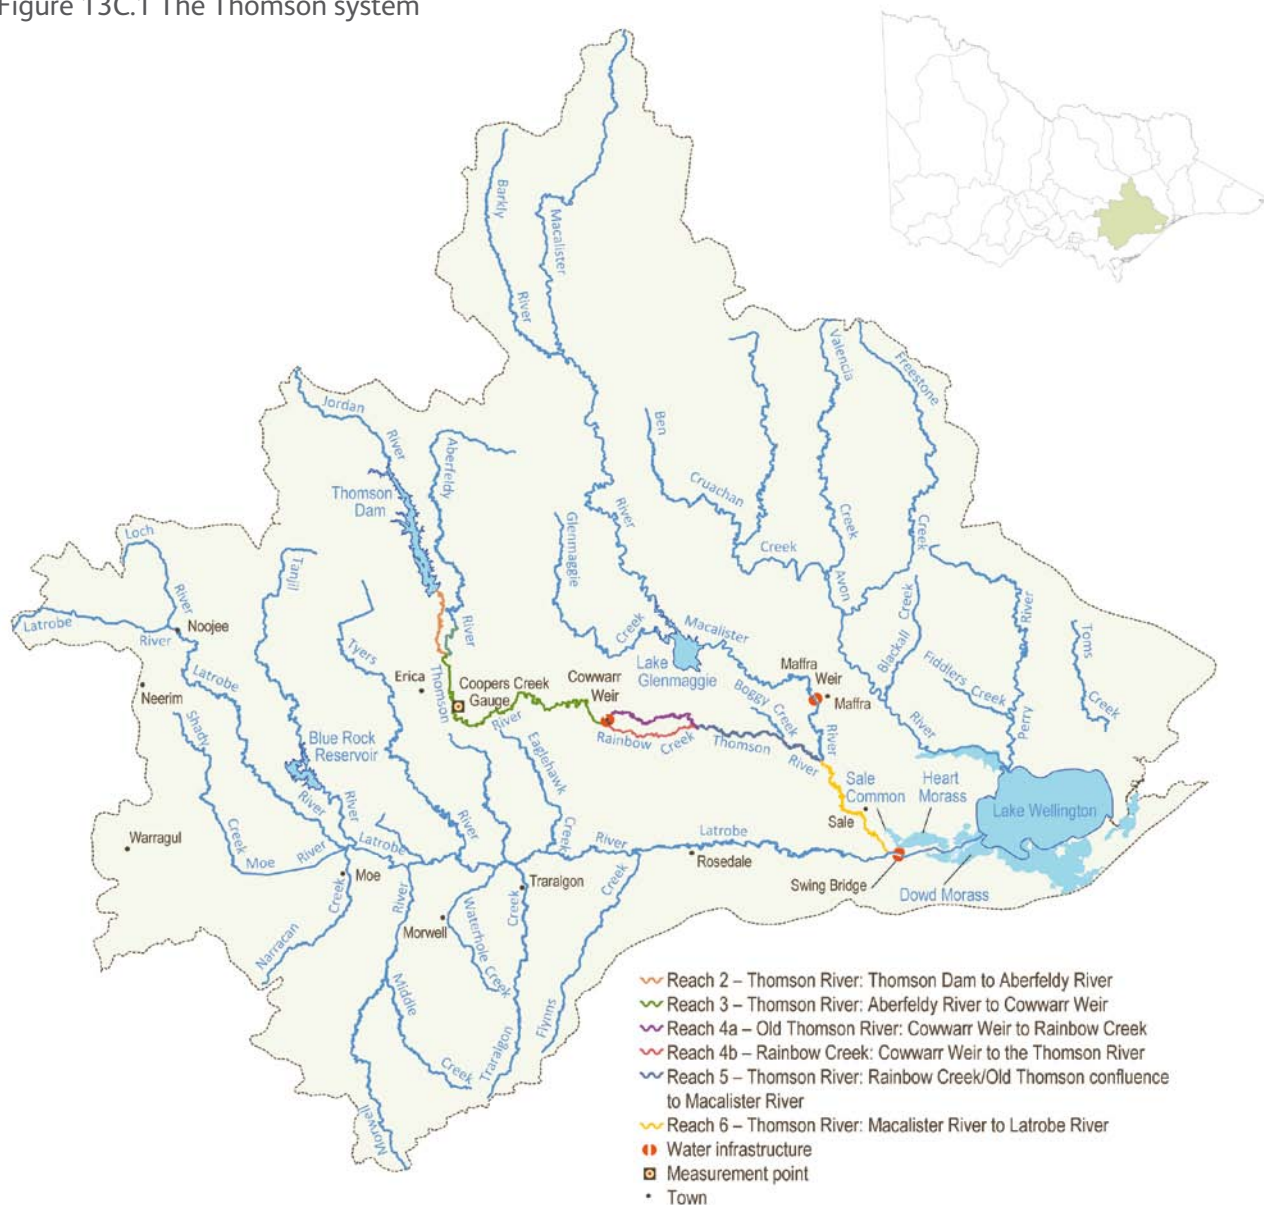 Figure 13C.1 The Thomson system
Barkly
River
Macalister
River
Jordan
River
Aberfeldy
River
Thomson
Dam
Ben
Cruachan
Creek
Valencia
Creek
Freestone
Creek
Glenmaggie
Creek
Loch
River
Tanjil
River
Latrobe
River
Noojee
Latrobe
River
Neerim
Tyers
River
Erica
Thomson
River
Coopers Creek
Gauge
Cowwarr
Weir
Lake
Glenmaggie
Macalister
River
Boggy
Creek
Maffra
Weir
Maffra
Avon
River
Blackall
Creek
Fiddlers Creek
Perry
River
Toms
Creek
Shady
Creek
Blue Rock
Reservoir
Rainbow
Creek
Thomson
River
Eaglehawk
Creek
Sale
Common
Heart
Morass
Lake Wellington
Sale
Warragul
Moe
River
Latrobe
River
Latrobe
Rosedale
Swing Bridge
Dowd Morass
Moe
Narracan
Creek
River
Morwell
Waterhole Creek
Traralgon
Creek
Traralgon
Flynns
Creek
Middle
Creek
Morwell
Reach 2 – Thomson River: Thomson Dam to Aberfeldy River
Reach 3 – Thomson River: Aberfeldy River to Cowwarr Weir
Reach 4a – Old Thomson River: Cowwarr Weir to Rainbow Creek
Reach 4b – Rainbow Creek: Cowwarr Weir to the Thomson River
Reach 5 – Thomson River: Rainbow Creek/Old Thomson confluence
to Macalister River
Reach 6 – Thomson River: Macalister River to Latrobe River
Water infrastructure
Measurement point
Town